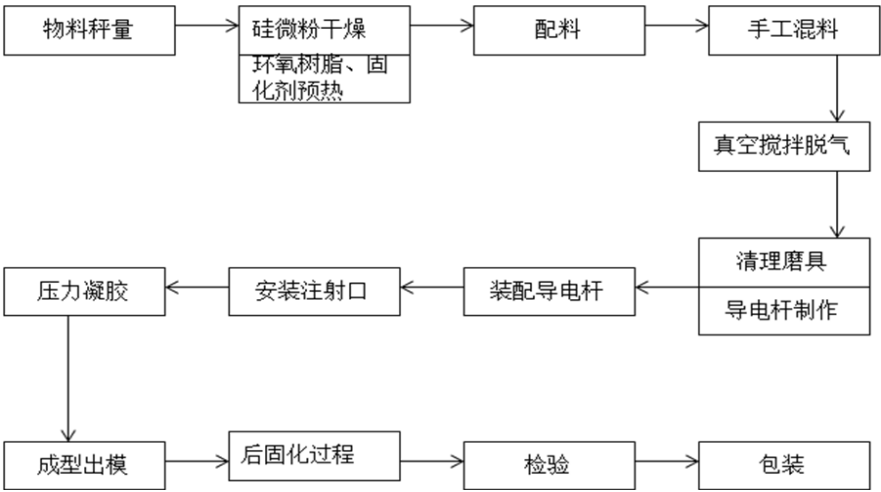 物料秤量
硅微粉干燥
环氧树脂、固
化剂预热
配料
手工混料
真空搅拌脱气
清理磨具
导电杆制作
装配导电杆
安装注射口
压力凝胶
成型出模
后固化过程
检验
包装